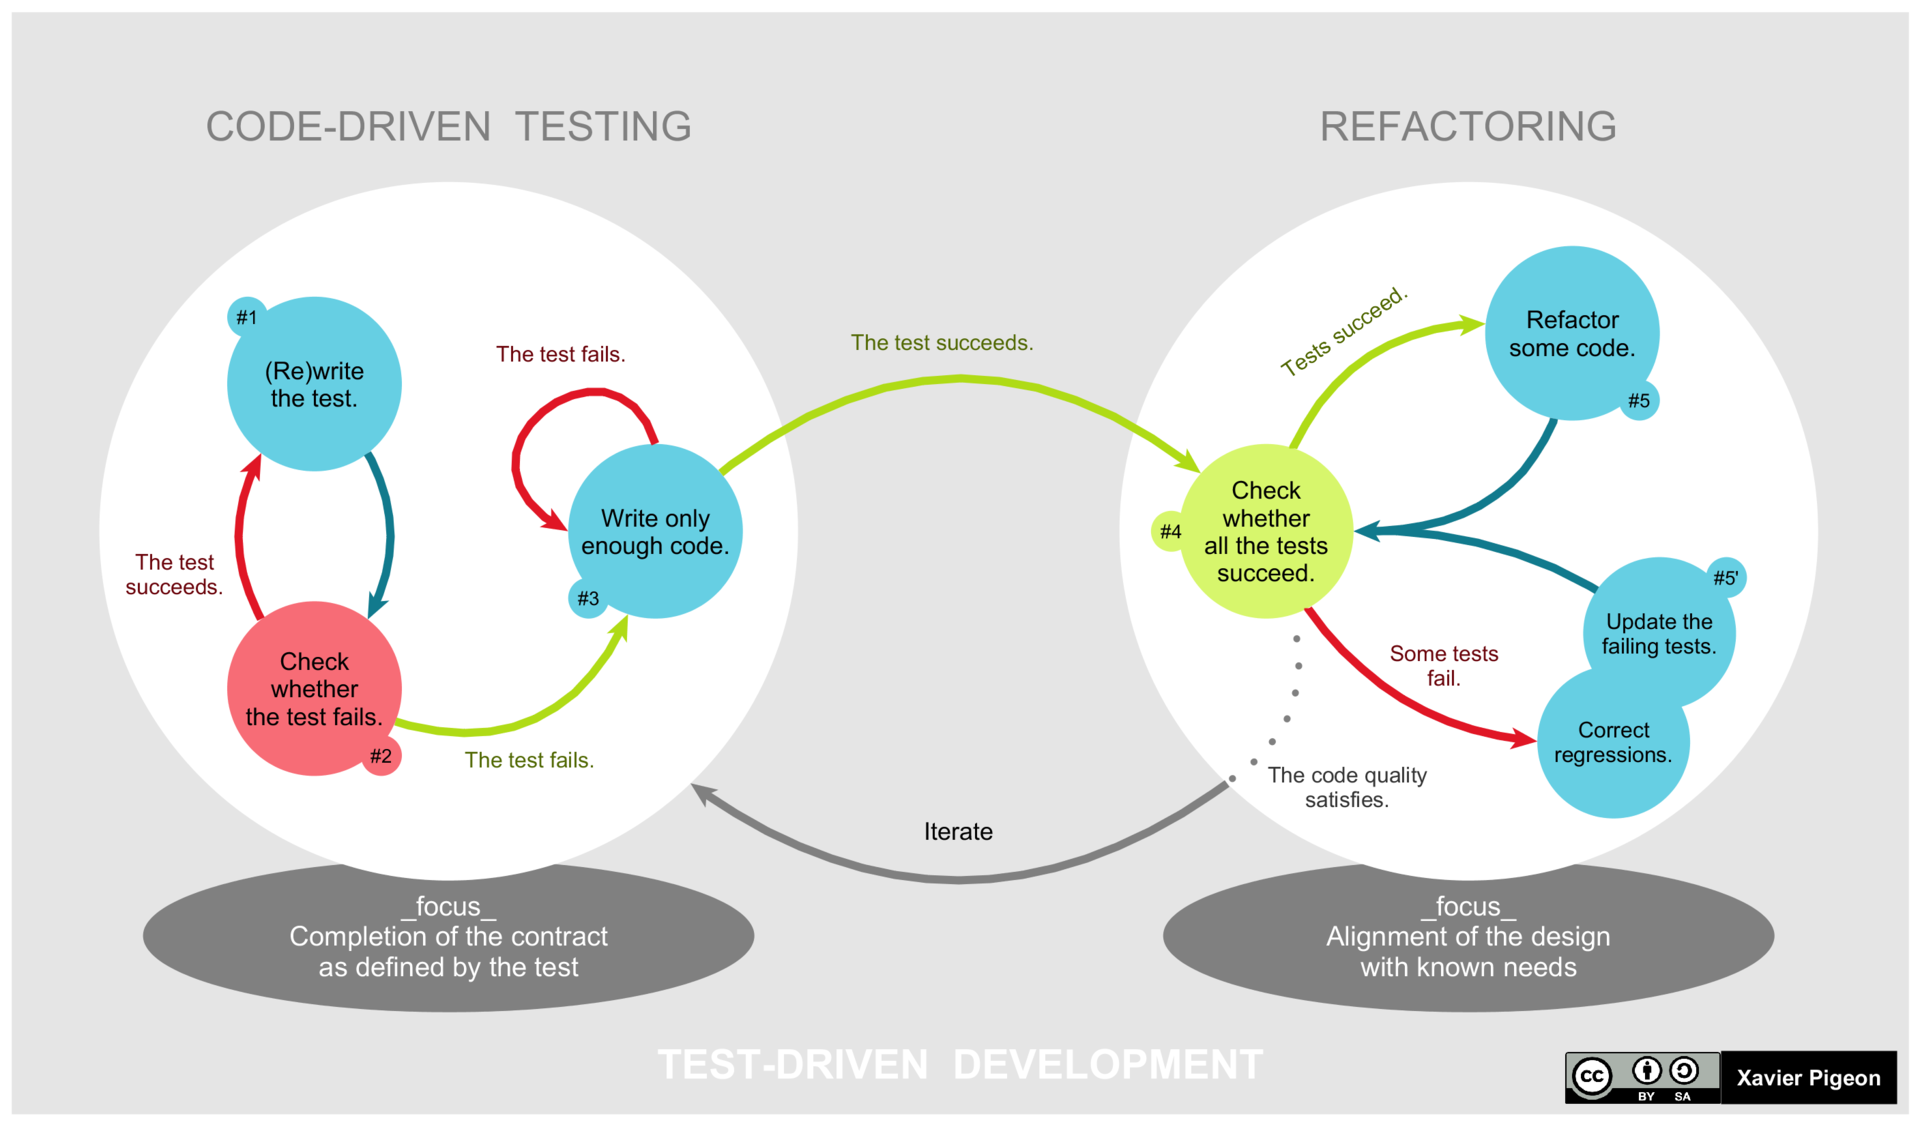 CODE-DRIVEN TESTING
REFACTORING
#1
(Re)write
the test.
The test fails.
The test succeeds.
Tests succeed.
Refactor
some code.
#5
The test
succeeds.
Write only
enough code.
#3
Check
whether
all the tests
succeed.
#4
#5'
Update the
failing tests.
Check
whether
the test fails.
#2
The test fails.
Some tests
fail.
Correct
regressions.
The code quality
satisfies.
Iterate
_focus_
Completion of the contract
as defined by the test
_focus_
Alignment of the design
with known needs
TEST-DRIVEN DEVELOPMENT
cc
BY SA
Xavier Pigeon